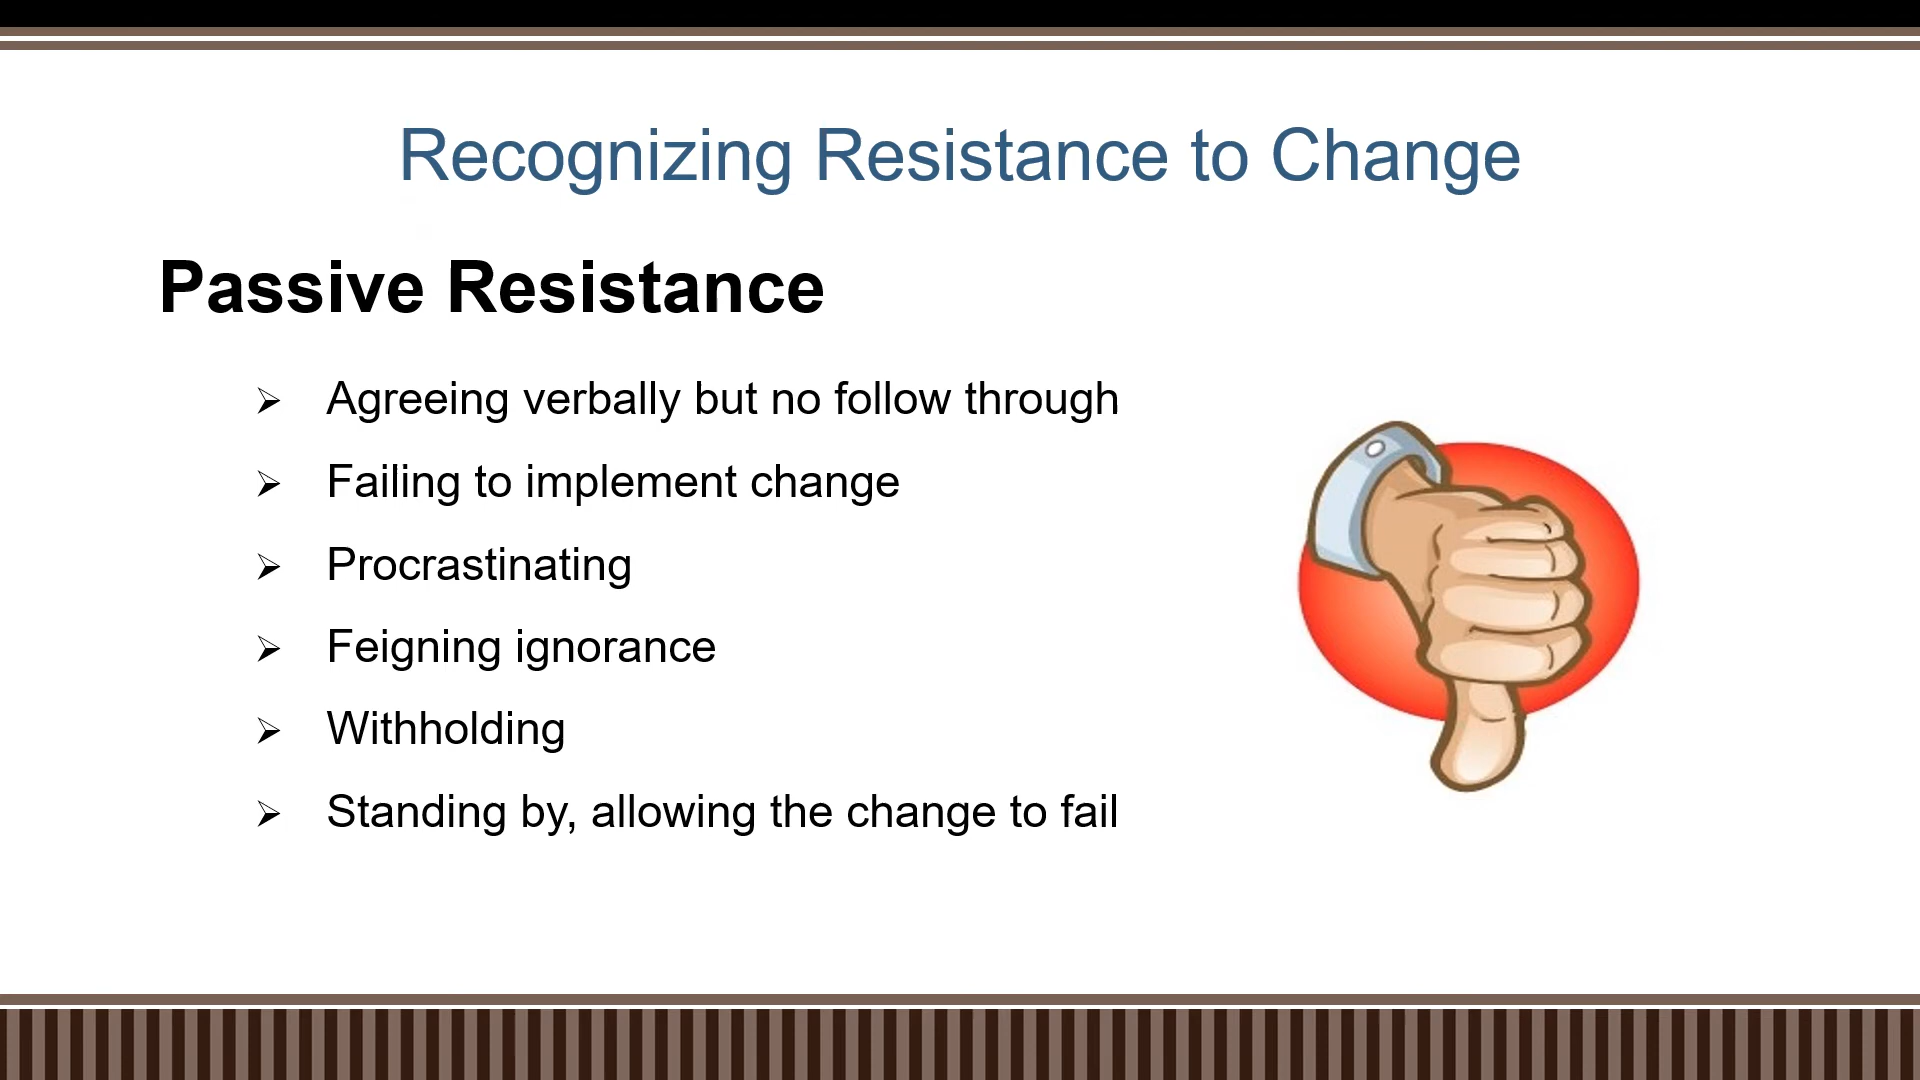 Recognizing Resistance to Change
Passive Resistance
Agreeing verbally but no follow through
Failing to implement change
Procrastinating
Feigning ignorance
Withholding
Standing by, allowing the change to fail